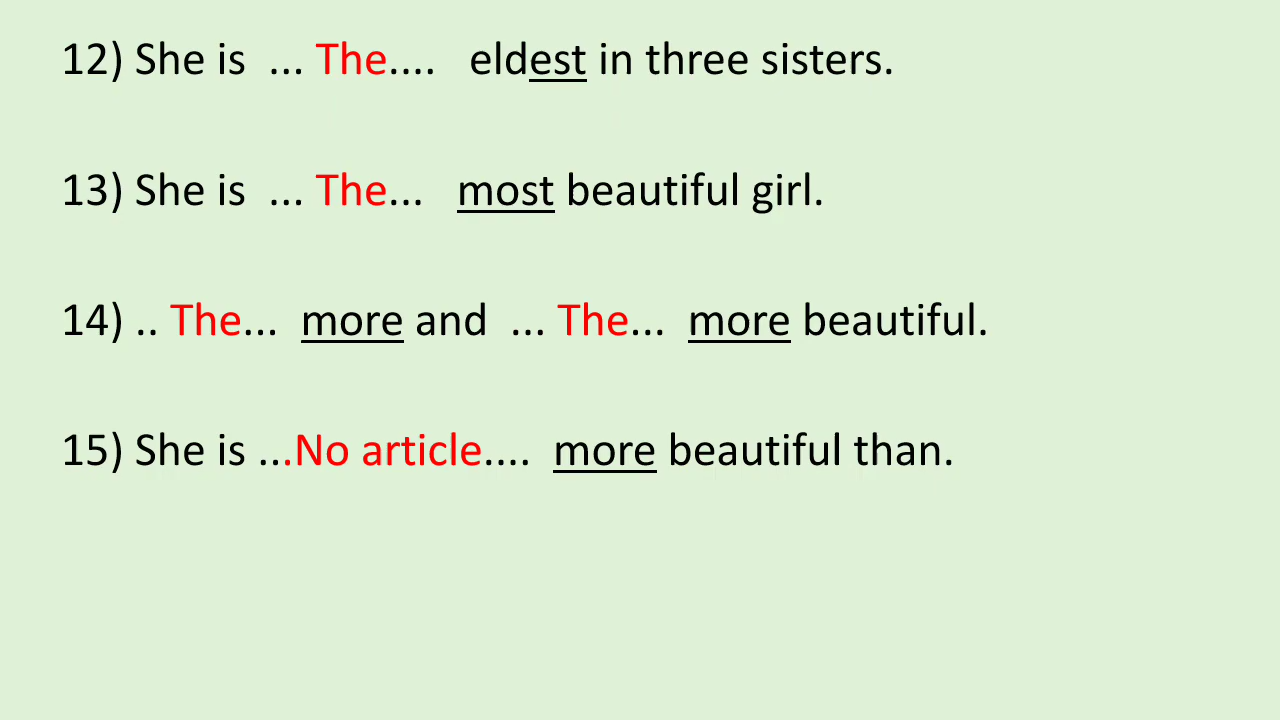 12) She is ... The.... eldest in three sisters.
13) She is ... The... most beautiful girl.
14) .. The... more and ... The... more beautiful.
15) She is ...No article.... more beautiful than.